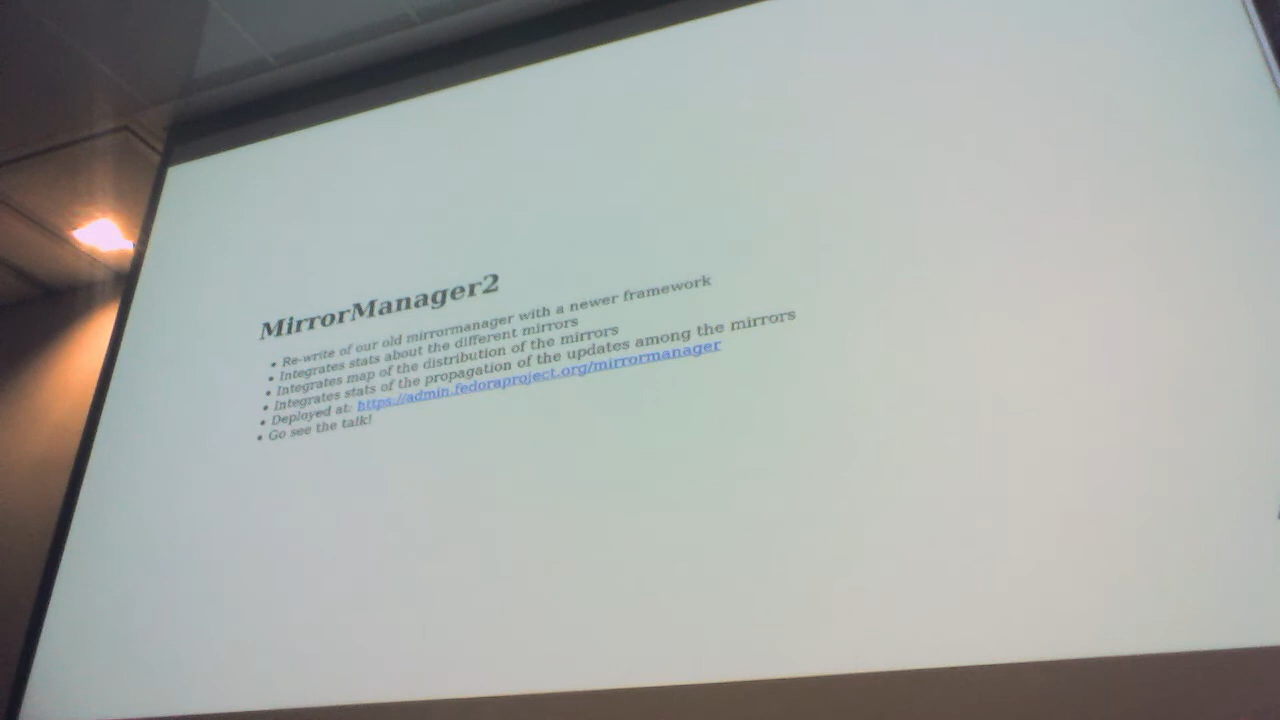 MirrorManager2
• Re-write of our old mirrormanager with a newer framework
• Integrates stats about the different mirrors
• Integrates map of the distribution of the mirrors
• Integrates stats of the propagation of the updates among the mirrors
• Deployed at: https://admin.fedoraproject.org/mirrormanager
• Go see the talk!